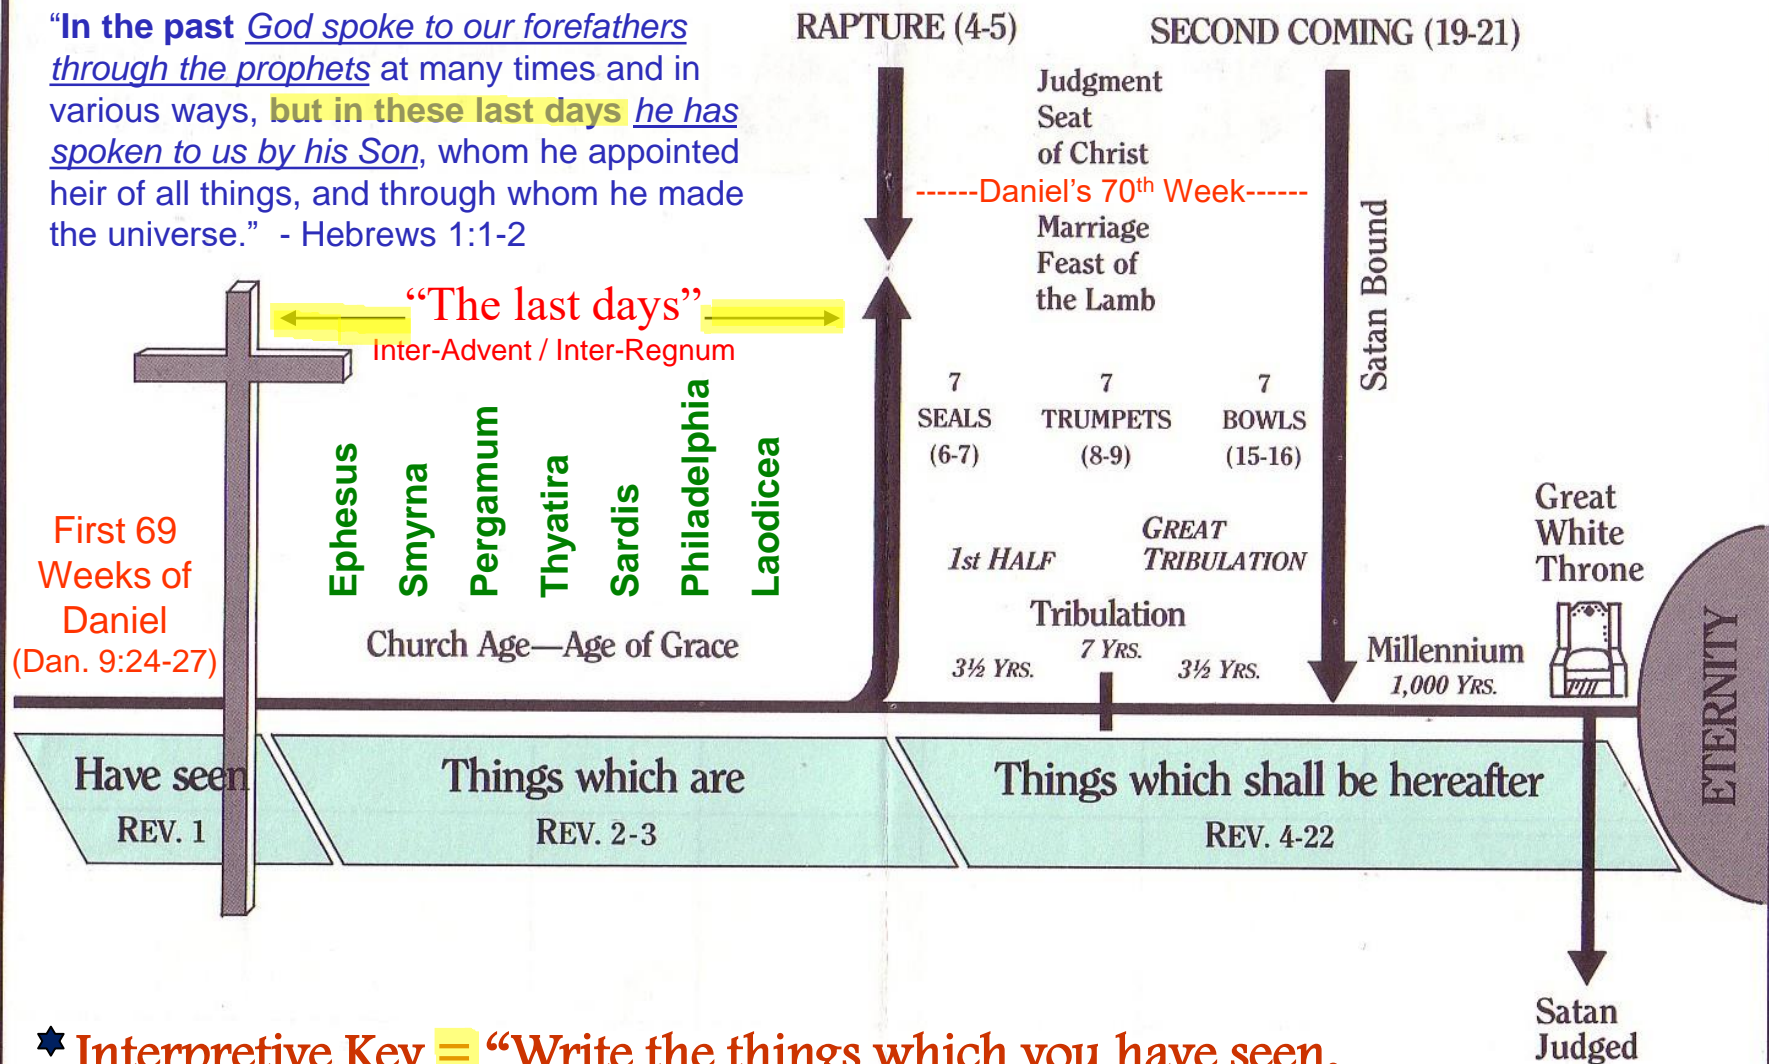 “In the past God spoke to our forefathers
through the prophets at many times and in
various ways, but in these last days he has
spoken to us by his Son, whom he appointed
heir of all things, and through whom he made
the universe.” - Hebrews 1:1-2
RAPTURE (4-5)
SECOND COMING (19-21)
Judgment
Seat
of Christ
------Daniel’s 70th Week------
Marriage
Feast of
the Lamb
Satan Bound
“The last days”
Inter-Advent / Inter-Regnum
7
SEALS
(6-7)
7
TRUMPETS
(8-9)
7
BOWLS
(15-16)
First 69
Weeks of
Daniel
(Dan. 9:24-27)
Ephesus
Smyrna
Pergamum
Thyatira
Sardis
Philadelphia
Laodicea
Church Age—Age of Grace
1st HALF
GREAT
TRIBULATION
Tribulation
7 YRS.
3½ YRS.
3½ YRS.
Millennium
1,000 YRS.
Great
White
Throne
ETERNITY
Have seen
REV. 1
Things which are
REV. 2-3
Things which shall be hereafter
REV. 4-22
Satan
Judged
Interpretive Key = “Write the things which you have seen,